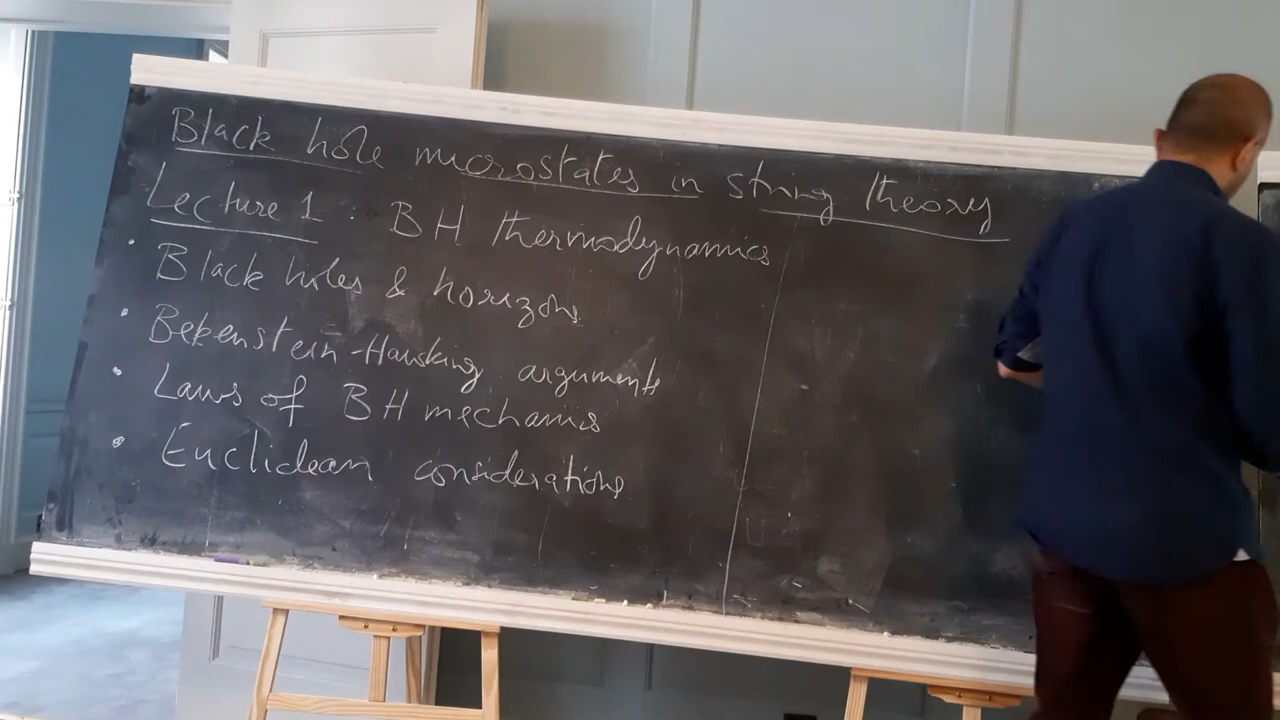 Black hole microstates in string theory
Lecture 1 : BH thermodynamics
• Black holes & horizons
• Bekenstein-Hawking arguments
• Laws of BH mechanics
• Euclidean considerations